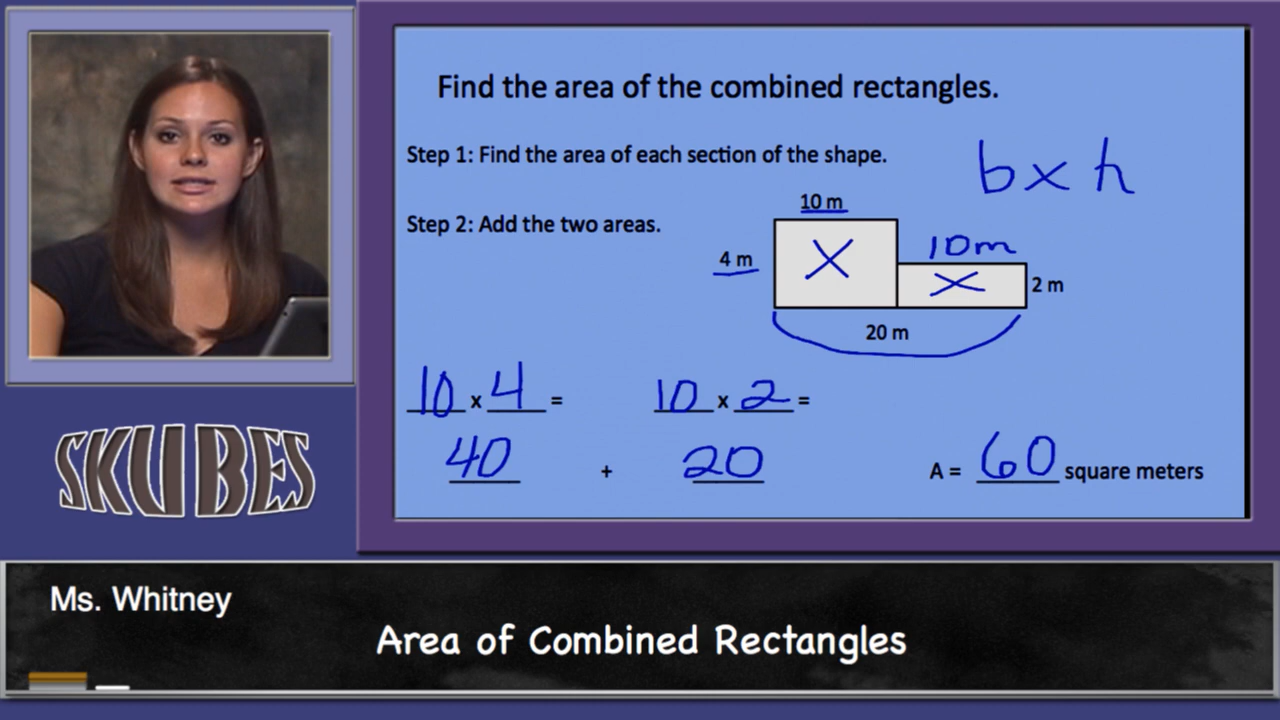 Find the area of the combined rectangles.
Step 1: Find the area of each section of the shape.
b x h
Step 2: Add the two areas.
10 m
4 m
10m
2 m
20 m
10 x 4 =
10 x 2 =
40 + 20
A = 60 square meters
SKUBES
Ms. Whitney
Area of Combined Rectangles